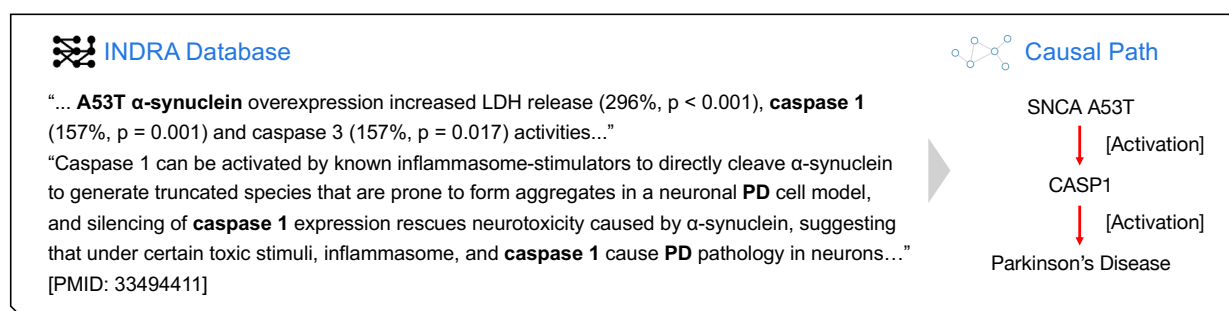 INDRA Database
“... A53T α-synuclein overexpression increased LDH release (296%, p < 0.001), caspase 1
(157%, p = 0.001) and caspase 3 (157%, p = 0.017) activities...”
“Caspase 1 can be activated by known inflammasome-stimulators to directly cleave α-synuclein
to generate truncated species that are prone to form aggregates in a neuronal PD cell model,
and silencing of caspase 1 expression rescues neurotoxicity caused by α-synuclein, suggesting
that under certain toxic stimuli, inflammasome, and caspase 1 cause PD pathology in neurons…”
[PMID: 33494411]
Causal Path
SNCA A53T
[Activation]
CASP1
[Activation]
Parkinson’s Disease